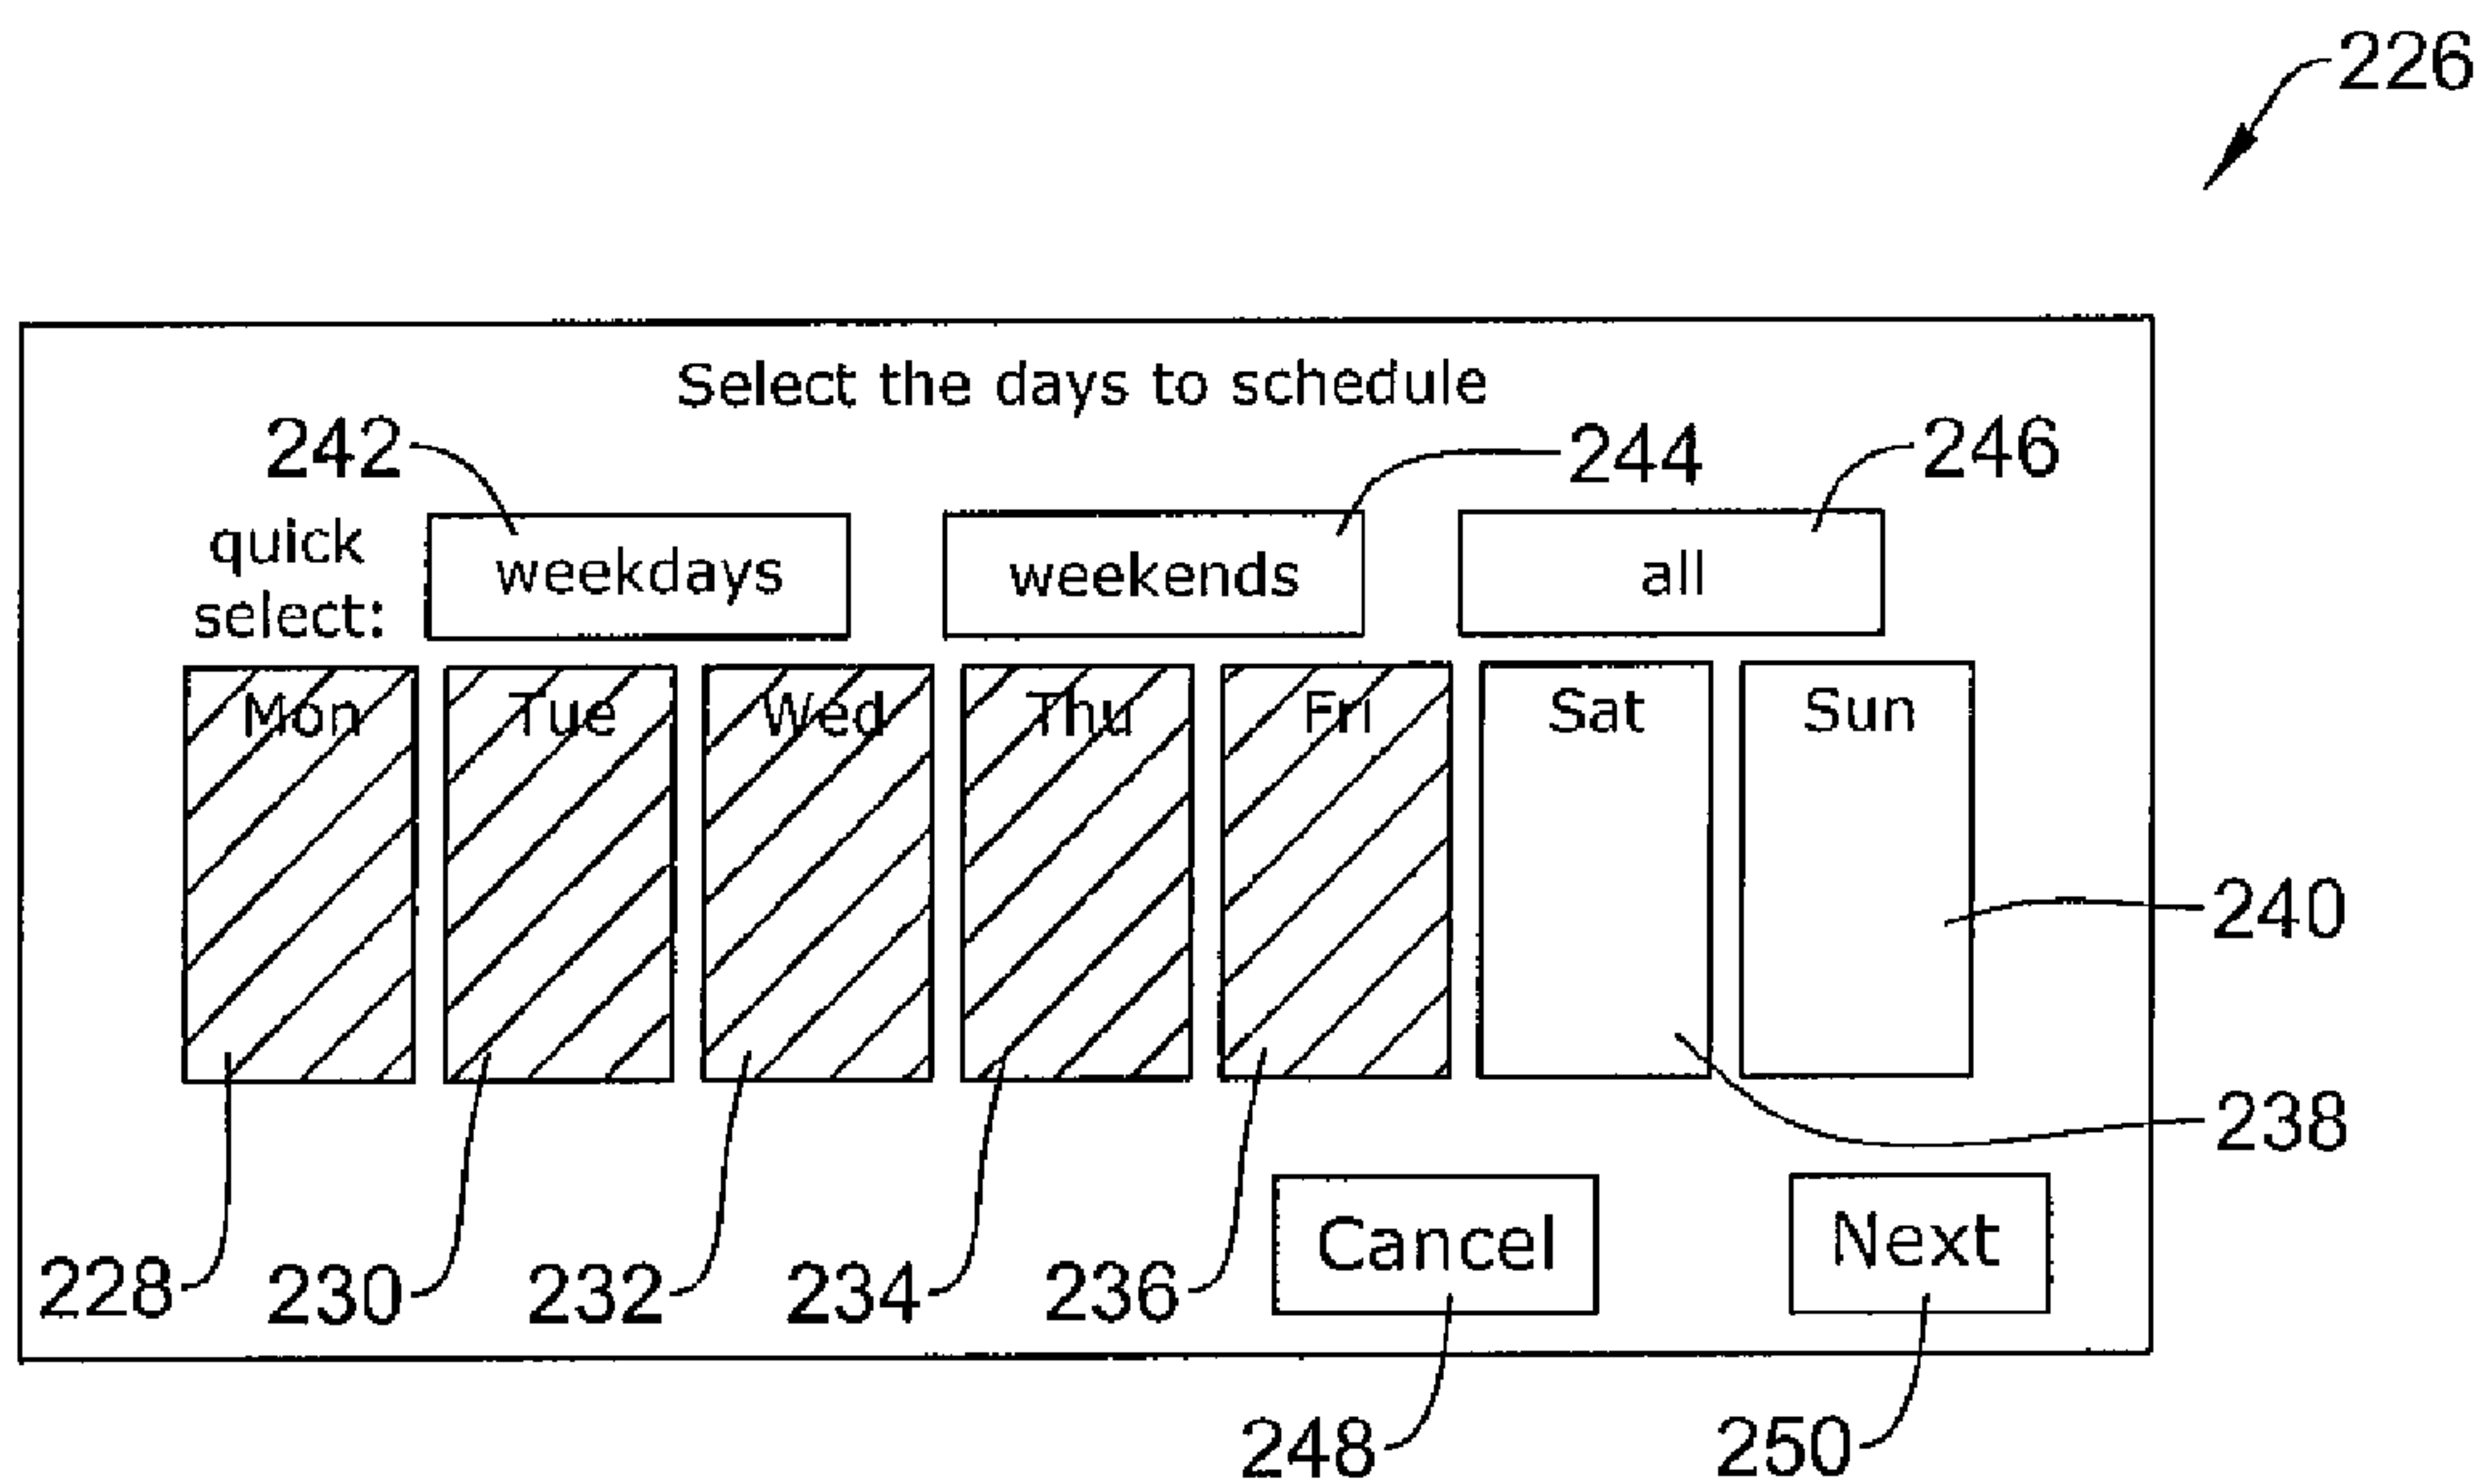 226
Select the days to schedule
242 244 246
quick select: weekdays weekends all
Mon Tue Wed Thu Fri Sat Sun
240
238
Cancel Next
228 230 232 234 236
248 250